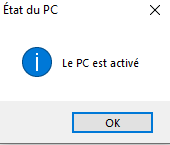 État du PC
Le PC est activé
OK